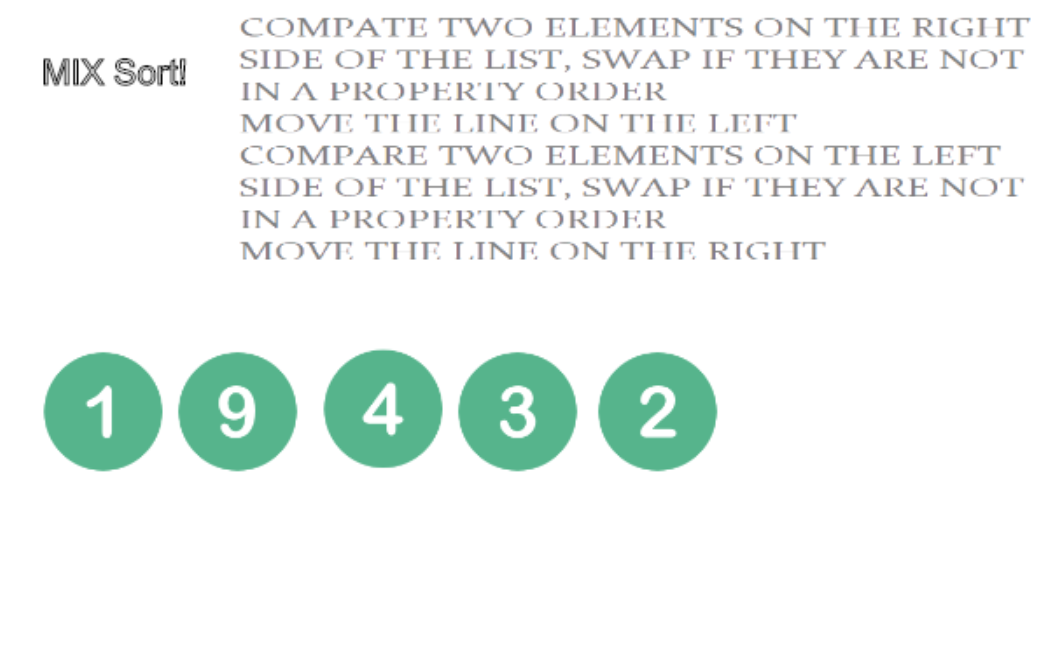 MIX Sort!
COMPATE TWO ELEMENTS ON THE RIGHT
SIDE OF THE LIST, SWAP IF THEY ARE NOT
IN A PROPERTY ORDER
MOVE THE LINE ON THE LEFT
COMPARE TWO ELEMENTS ON THE LEFT
SIDE OF THE LIST, SWAP IF THEY ARE NOT
IN A PROPERTY ORDER
MOVE THE LINE ON THE RIGHT
1 9 4 3 2